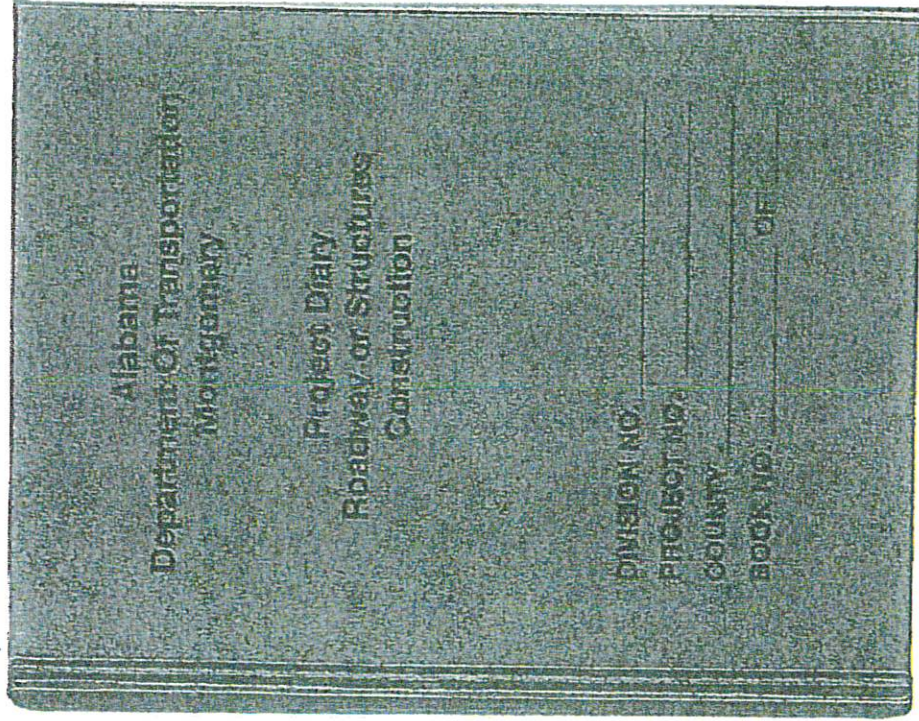 Alabama
Department Of Transportation
Montgomery
Project Diary
Roadway or Structures
Construction
DIVISION NO.
PROJECT NO.
COUNTY
BOOK NO. OF